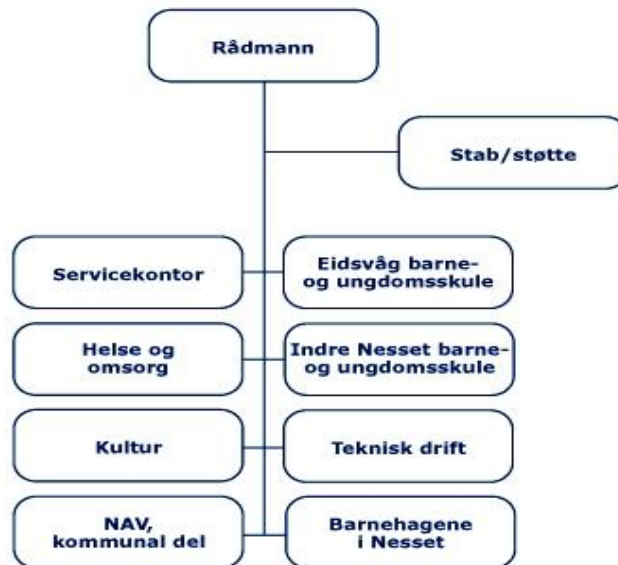 Rådmann
Stab/støtte
Servicekontor
Eidsvåg barne-
og ungdomsskule
Helse og
omsorg
Indre Nesset barne-
og ungdomsskule
Kultur
Teknisk drift
NAV,
kommunal del
Barnehagene
i Nesset